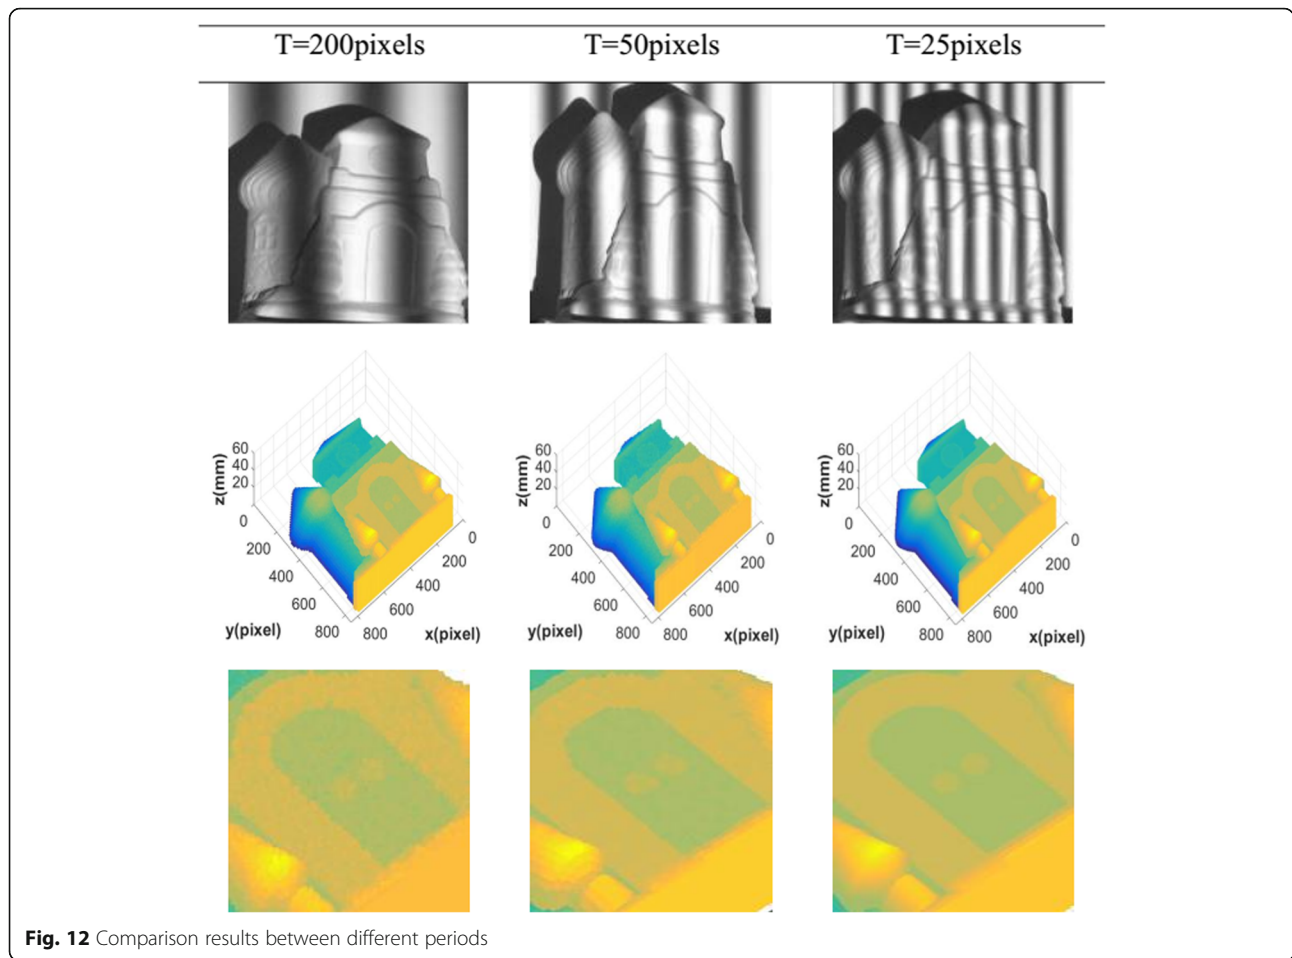 T=200pixels T=50pixels T=25pixels
60 60 60
40 40 40
20 20 20
z(mm) z(mm) z(mm)
0 0 0
200 200 200
400 400 400
600 600 600
800 800 800
y(pixel) y(pixel) y(pixel)
0 0 0
200 200 200
400 400 400
600 600 600
800 800 800
x(pixel) x(pixel) x(pixel)
Fig. 12 Comparison results between different periods